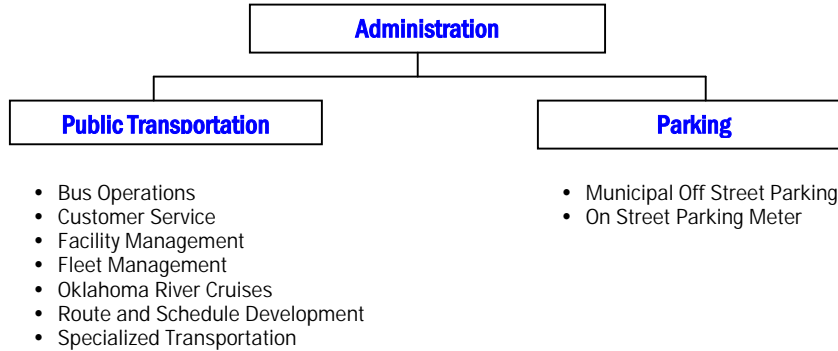 Administration
Public Transportation
Parking
• Bus Operations
• Customer Service
• Facility Management
• Fleet Management
• Oklahoma River Cruises
• Route and Schedule Development
• Specialized Transportation
• Municipal Off Street Parking
• On Street Parking Meter